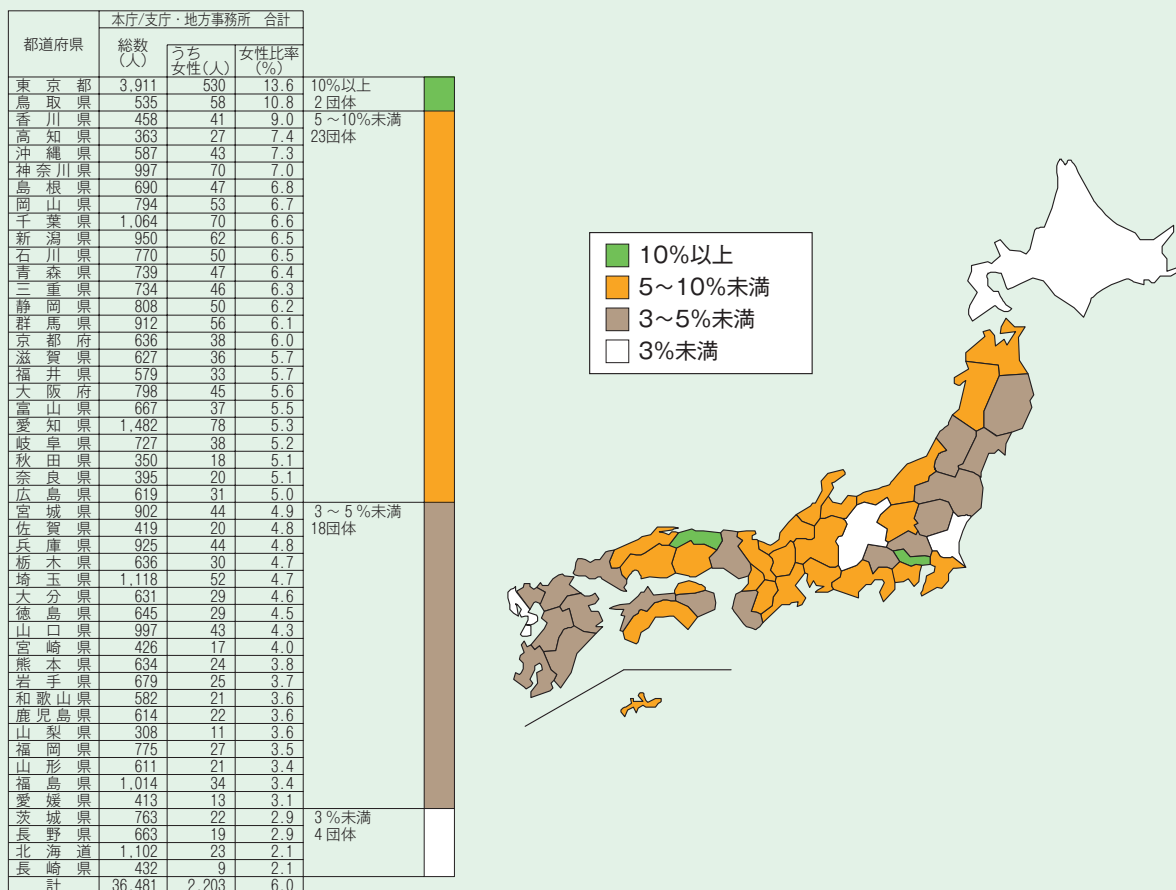 都道府県 本庁/支庁・地方事務所 合計
総数(人) うち女性(人) 女性比率(%)
東京都 3,911 530 13.6 10%以上
鳥取県 535 58 10.8 2団体
香川県 458 41 9.0 5~10%未満
高知県 363 27 7.4 23団体
沖縄県 587 43 7.3
神奈川県 997 70 7.0
島根県 690 47 6.8
岡山県 794 53 6.7
千葉県 1,064 70 6.6
新潟県 950 62 6.5
石川県 770 50 6.5
青森県 739 47 6.4
三重県 734 46 6.3
静岡県 808 50 6.2
群馬県 912 56 6.1
京都府 636 38 6.0
滋賀県 627 36 5.7
福井県 579 33 5.7
大阪府 798 45 5.6
富山県 667 37 5.5
愛知県 1,482 78 5.3
岐阜県 727 38 5.2
秋田県 350 18 5.1
奈良県 395 20 5.1
広島県 619 31 5.0
宮城県 902 44 4.9 3~5%未満
佐賀県 419 20 4.8 18団体
兵庫県 925 44 4.8
栃木県 636 30 4.7
埼玉県 1,118 52 4.7
大分県 631 29 4.6
徳島県 645 29 4.5
山口県 997 43 4.3
宮崎県 426 17 4.0
熊本県 634 24 3.8
岩手県 679 25 3.7
和歌山県 582 21 3.6
鹿児島県 614 22 3.6
山梨県 308 11 3.6
福岡県 775 27 3.5
山形県 611 21 3.4
福島県 1,014 34 3.4
愛媛県 413 13 3.1
茨城県 763 22 2.9 3%未満
長野県 663 19 2.9 4団体
北海道 1,102 23 2.1
長崎県 432 9 2.1
計 36,481 2,203 6.0
10%以上
5~10%未満
3~5%未満
3%未満